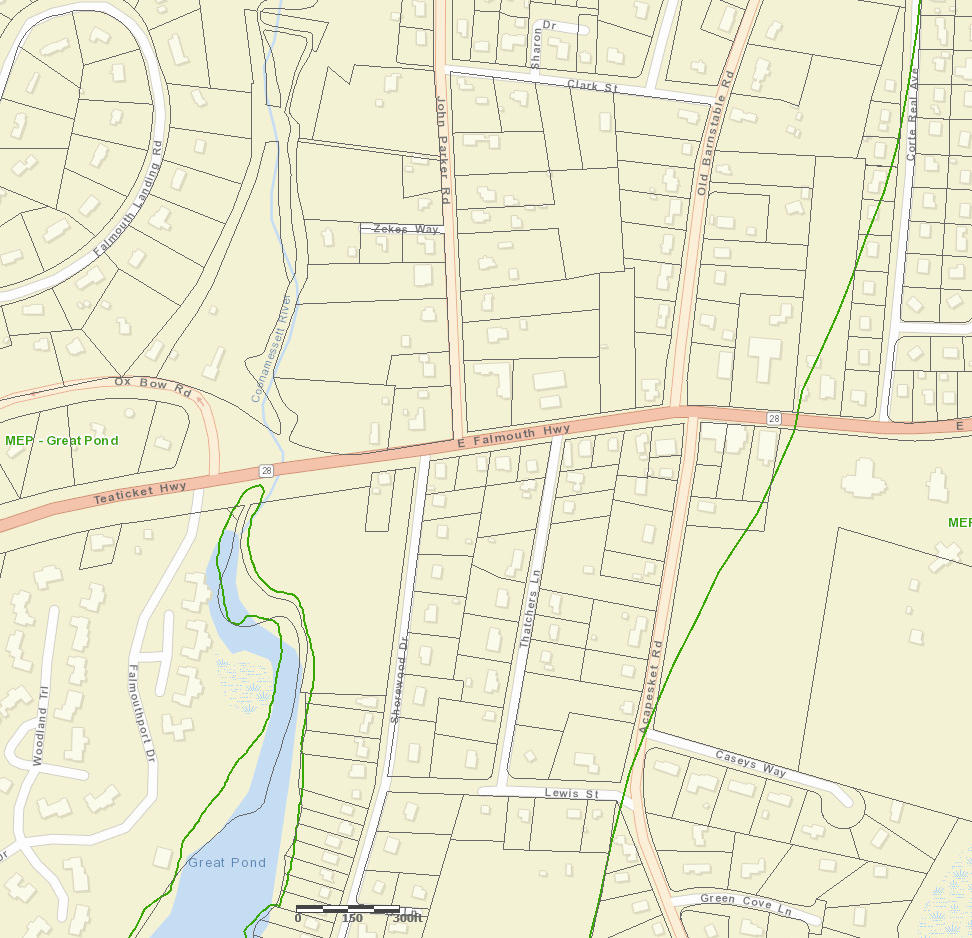 Sharon Dr
Clark St
John Parker Rd
Old Barnstable Rd
Corte Real Ave
Falmouth Landing Rd
Zekes Way
Coonamessett River
Ox Bow Rd
MEP - Great Pond
E Falmouth Hwy
28
E
28
Teaticket Hwy
MEP
Thatchers Ln
Shorewood Dr
Acapesket Rd
Woodland Trl
Falmouthport Dr
Caseys Way
Lewis St
Dr
Great Pond
Green Cove Ln
0 150 300ft